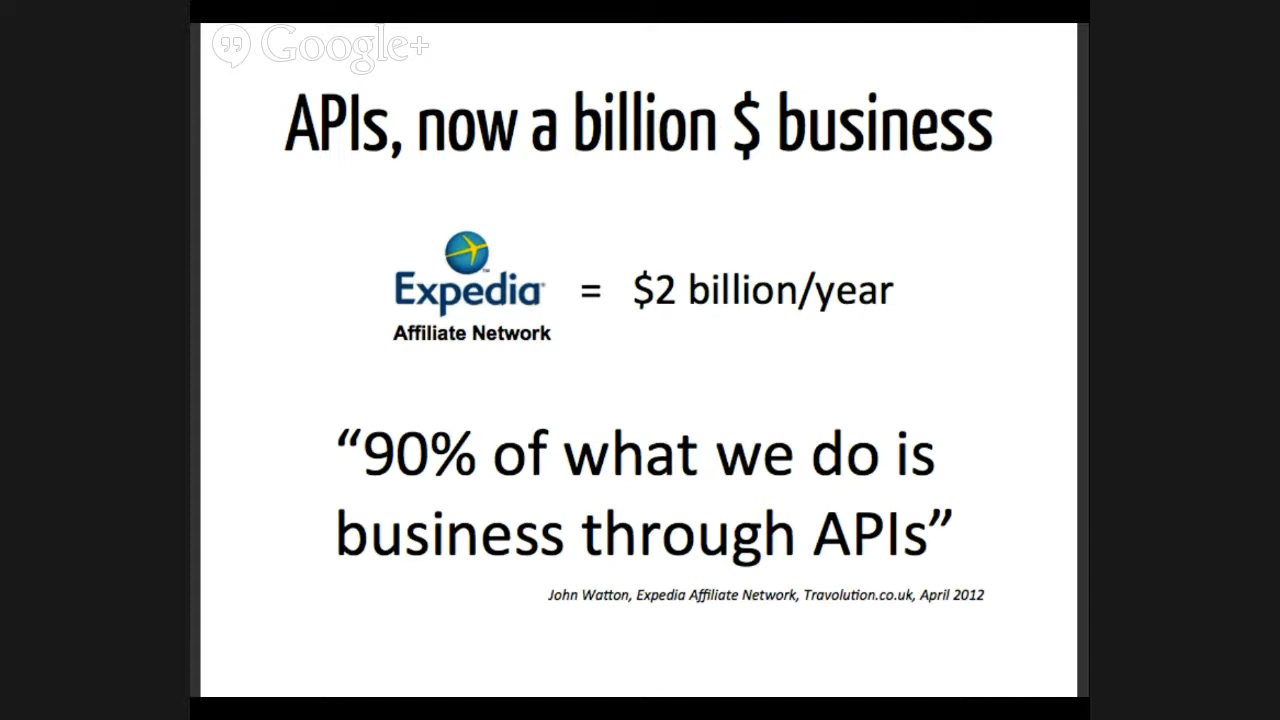 Google+
APIs, now a billion $ business
Expedia™
Affiliate Network
= $2 billion/year
“90% of what we do is
business through APIs”
John Watton, Expedia Affiliate Network, Travolution.co.uk, April 2012